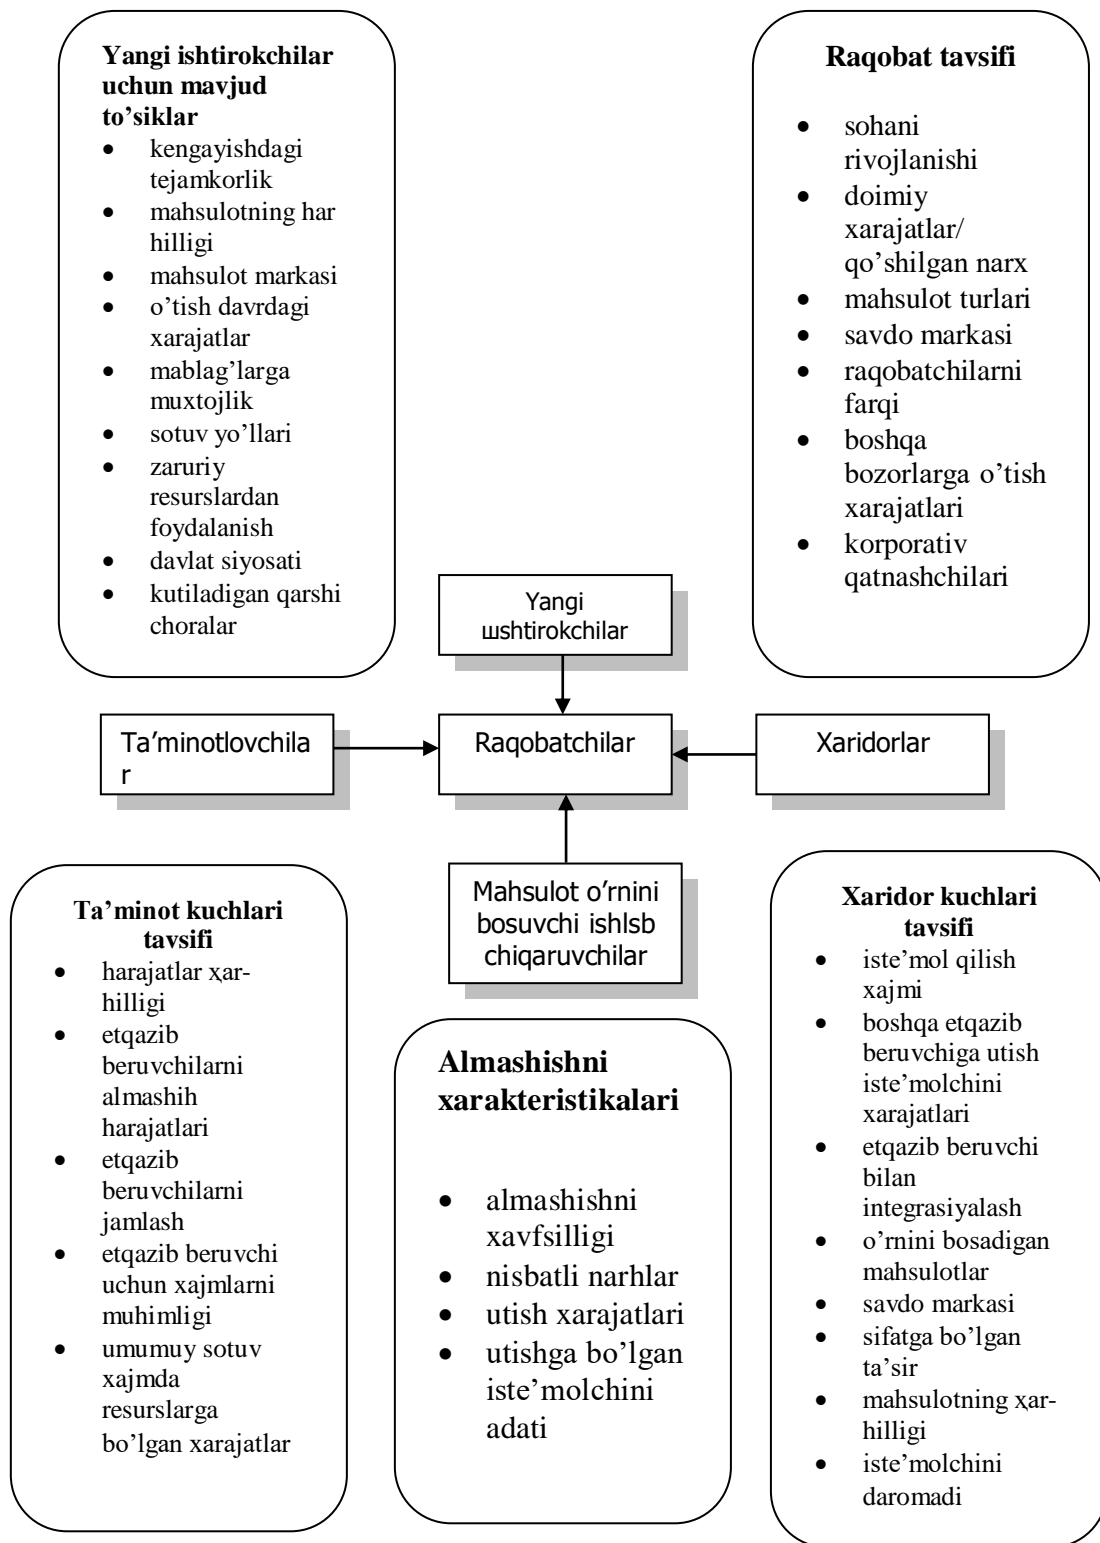 Yangi ishtirokchilar
uchun mavjud
to’siklar
• kengayishdagi
tejamkorlik
• mahsulotning har
hilligi
• mahsulot markasi
• o’tish davrdagi
xarajatlar
• mablag’larga
muxtojlik
• sotuv yo’llari
• zaruriy
resurslardan
foydalanish
• davlat siyosati
• kutiladigan qarshi
choralar
Raqobat tavsifi
• sohani
rivojlanishi
• doimiy
xarajatlar/
qo’shilgan narx
• mahsulot turlari
• savdo markasi
• raqobatchilarni
farqi
• boshqa
bozorlarga o’tish
xarajatlari
• korporativ
qatnashchilari
Yangi
шshtirokchilar
Ta’minotlovchila
r
Raqobatchilar
Xaridorlar
Mahsulot o’rnini
bosuvchi ishlsb
chiqaruvchilar
Ta’minot kuchlari
tavsifi
• harajatlar ҳar-
hilligi
• etqazib
beruvchilarni
almashih
harajatlari
• etqazib
beruvchilarni
jamlash
• etqazib beruvchi
uchun xajmlarni
muhimligi
• umumuy sotuv
xajmda
resurslarga
bo’lgan xarajatlar
Almashishni
xarakteristikalari
• almashishni
xavfsilligi
• nisbatli narhlar
• utish xarajatlari
• utishga bo’lgan
iste’molchini
adati
Xaridor kuchlari
tavsifi
• iste’mol qilish
xajmi
• boshqa etqazib
beruvchiga utish
iste’molchini
xarajatlari
• etqazib beruvchi
bilan
integrasiyalash
• o’rnini bosadigan
mahsulotlar
• savdo markasi
• sifatga bo’lgan
ta’sir
• mahsulotning ҳar-
hilligi
• iste’molchini
daromadi